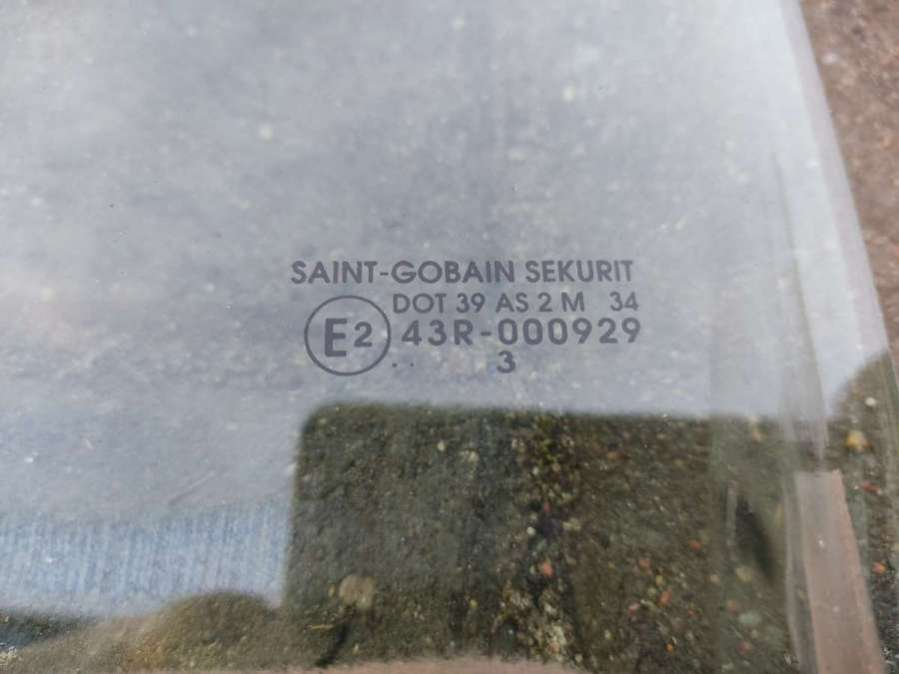 SAINT-GOBAIN SEKURIT
DOT 39 AS 2 M 34
E2 43R-000929
.. 3